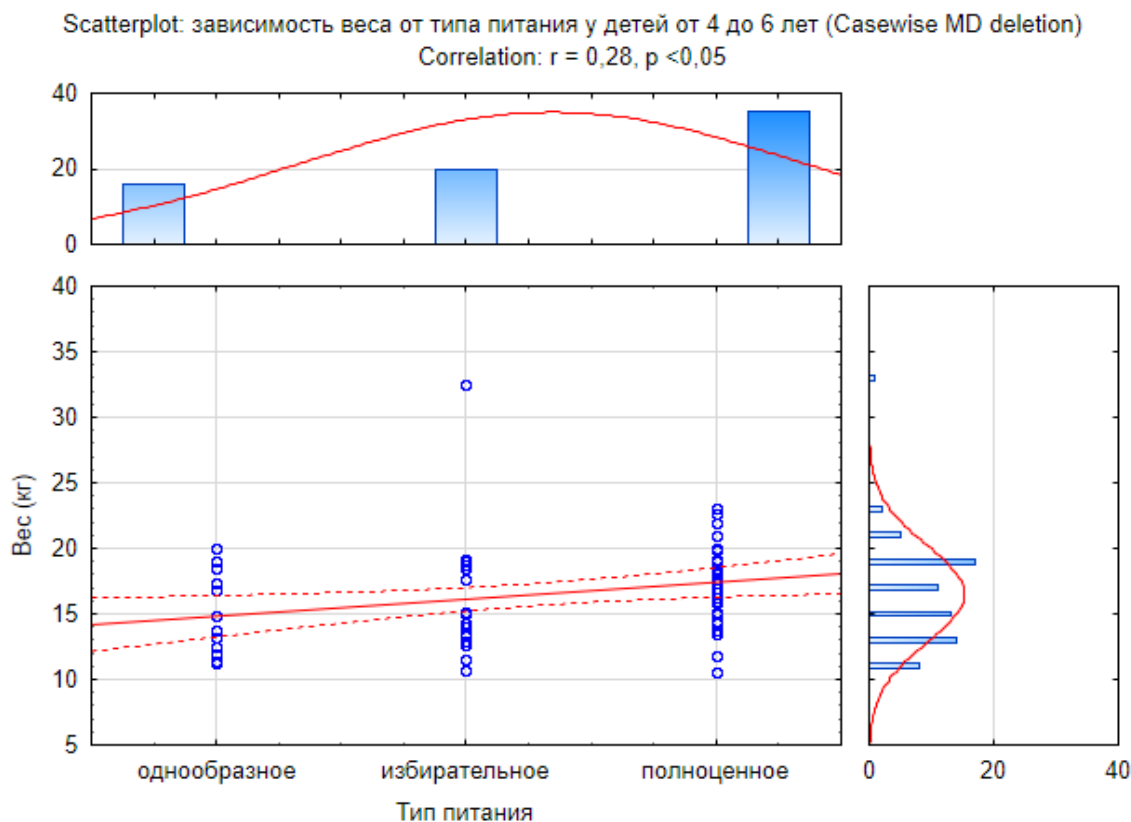 Scatterplot: зависимость веса от типа питания у детей от 4 до 6 лет (Casewise MD deletion)
Correlation: r = 0,28, p <0,05
40
20
0
40
35
30
25
20
15
10
5
Вес (кг)
однообразное избирательное полноценное
Тип питания
0 20 40